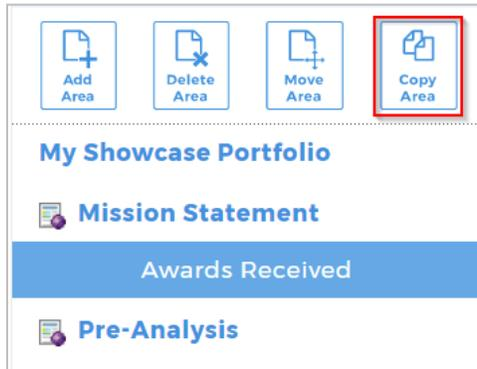 Add
Area
Delete
Area
Move
Area
Copy
Area
My Showcase Portfolio
Mission Statement
Awards Received
Pre-Analysis